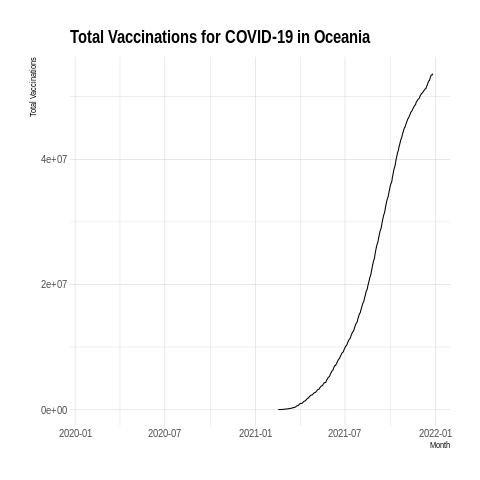 Total Vaccinations for COVID-19 in Oceania
Total Vaccinations
4e+07
2e+07
0e+00
2020-01 2020-07 2021-01 2021-07 2022-01
Month